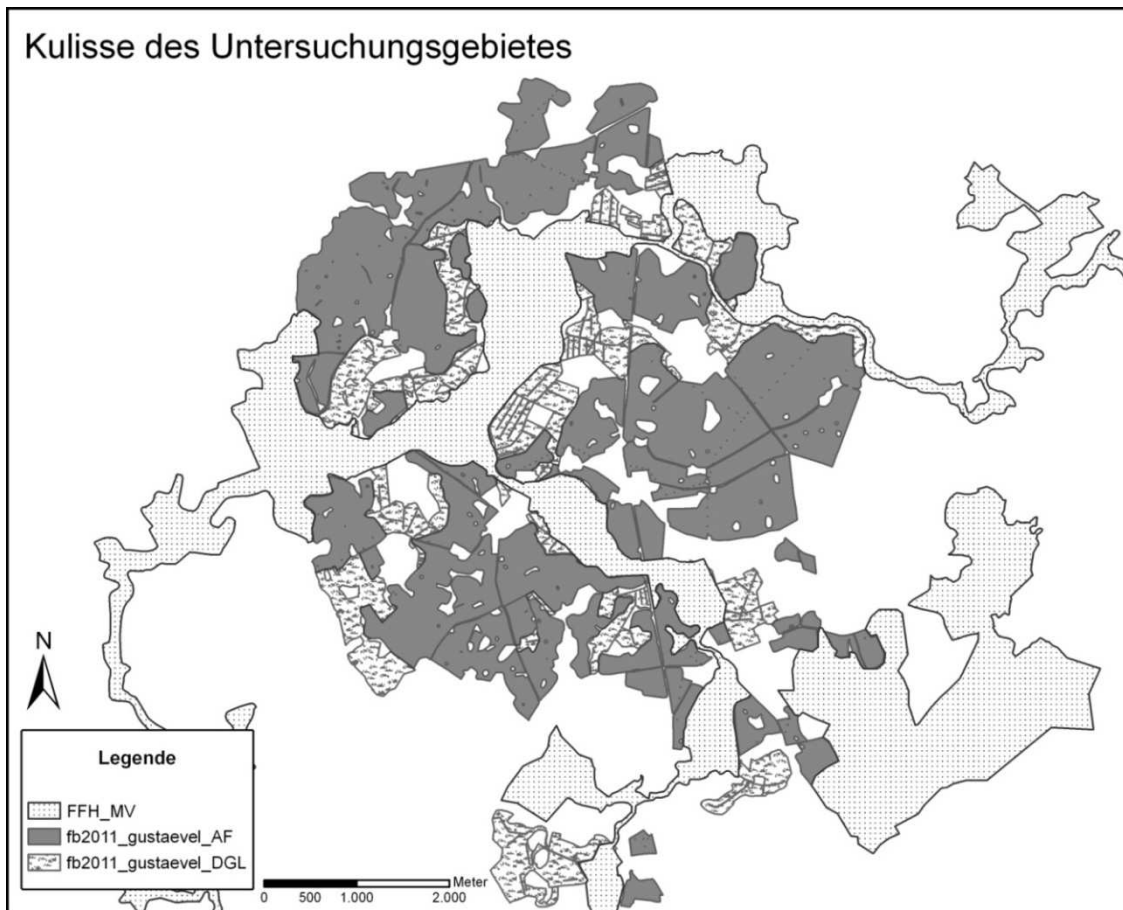 Kulisse des Untersuchungsgebietes
N
Legende
FFH_MV
fb2011_gustaevel_AF
fb2011_gustaevel_DGL
Meter
0 500 1.000 2.000